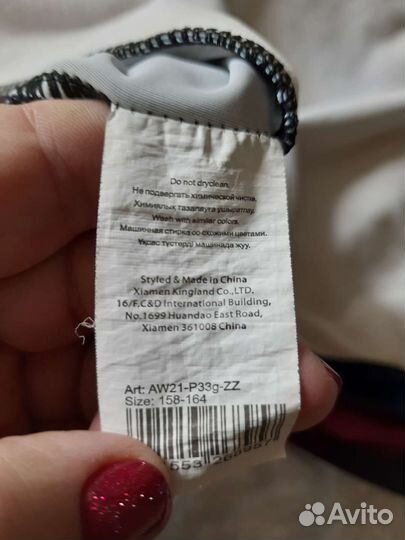 Do not dryclean.
Не подвергать химической чистке.
Химиялық тазалауға ұшыратпау.
Wash with similar colors.
Машинная стирка со схожими цветами.
Ұқсас түстерді машинада жуу.
Styled & Made in China
Xiamen Kingland Co.,LTD.
16/F,C&D International Building,
No.1699 Huandao East Road,
Xiamen 361008 China
Art: AW21-P33g-ZZ
Size: 158-164
Avito